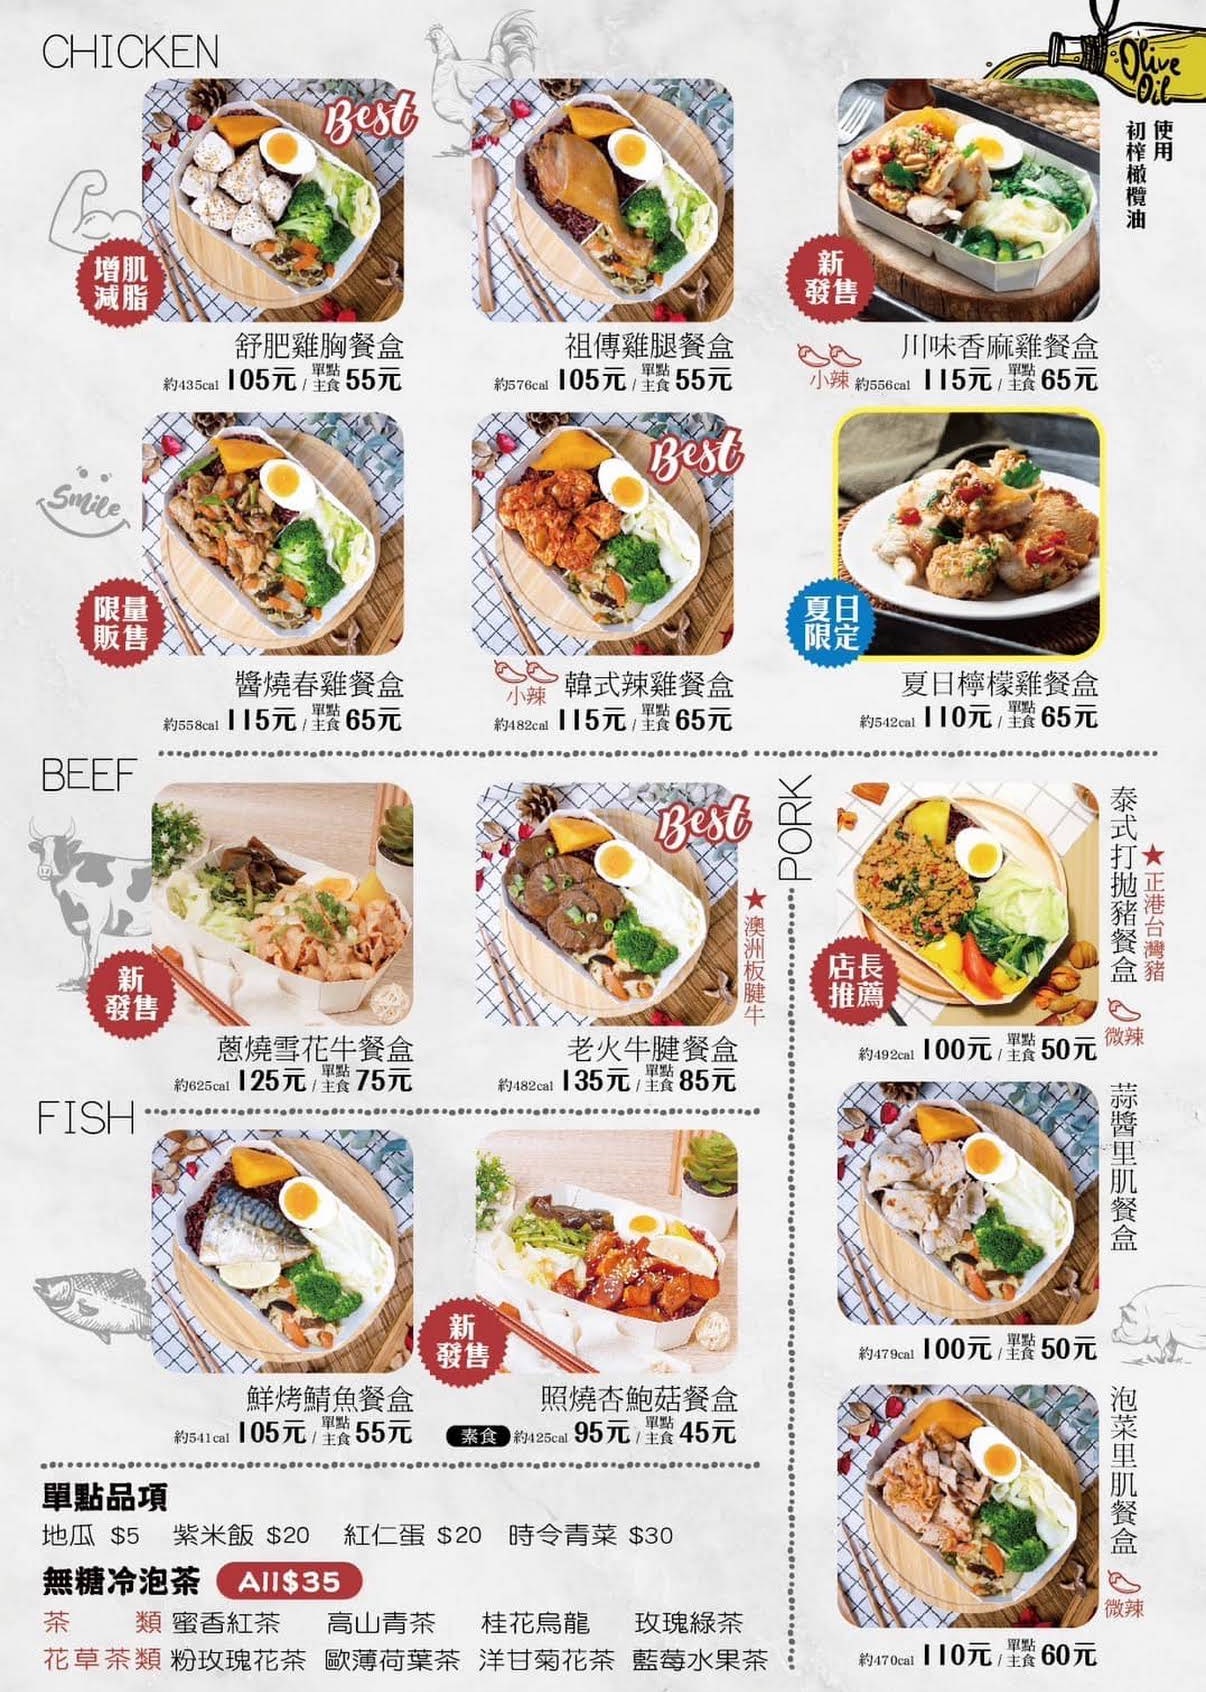 CHICKEN
Olive
Oil
使用
初榨橄欖油
Best
增肌
減脂
舒肥雞胸餐盒
約435cal 105元 / 單點主食 55元
祖傳雞腿餐盒
約576cal 105元 / 單點主食 55元
新
發售
小辣
川味香麻雞餐盒
約556cal 115元 / 單點主食 65元
Smile
限量
販售
醬燒春雞餐盒
約558cal 115元 / 單點主食 65元
Best
小辣
韓式辣雞餐盒
約482cal 115元 / 單點主食 65元
夏日
限定
夏日檸檬雞餐盒
約542cal 110元 / 單點主食 65元
BEEF
新
發售
蔥燒雪花牛餐盒
約625cal 125元 / 單點主食 75元
Best
★澳洲板腱牛
老火牛腱餐盒
約482cal 135元 / 單點主食 85元
FISH
鮮烤鯖魚餐盒
約541cal 105元 / 單點主食 55元
新
發售
照燒杏鮑菇餐盒
素食 約425cal 95元 / 單點主食 45元
PORK
店長
推薦
泰式打拋豬餐盒
★正港台灣豬
微辣
約492cal 100元 / 單點主食 50元
蒜醬里肌餐盒
約479cal 100元 / 單點主食 50元
泡菜里肌餐盒
微辣
約470cal 110元 / 單點主食 60元
單點品項
地瓜 $5 紫米飯 $20 紅仁蛋 $20 時令青菜 $30
無糖冷泡茶 All$35
茶類 蜜香紅茶 高山青茶 桂花烏龍 玫瑰綠茶
花草茶類 粉玫瑰花茶 歐薄荷葉茶 洋甘菊花茶 藍莓水果茶